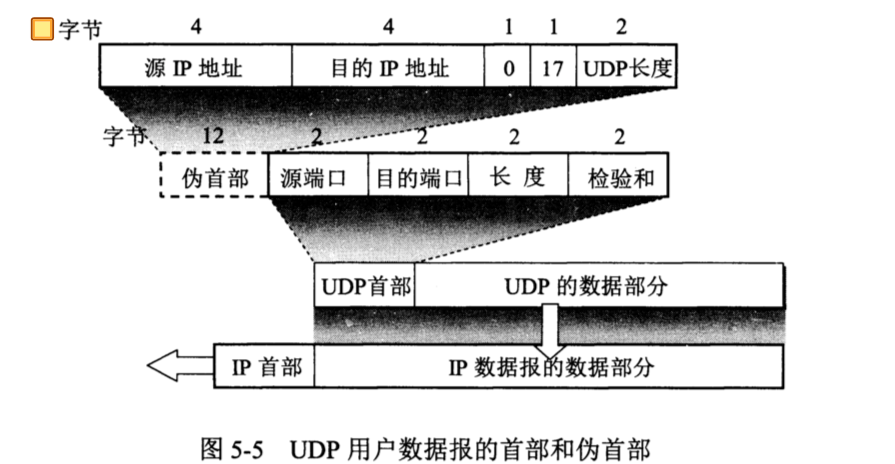 字节 4 4 1 1 2
源 IP 地址 目的 IP 地址 0 17 UDP长度
字节 12 2 2 2 2
伪首部 源端口 目的端口 长 度 检验和
UDP首部 UDP 的数据部分
IP 首部 IP 数据报的数据部分
图 5-5 UDP 用户数据报的首部和伪首部